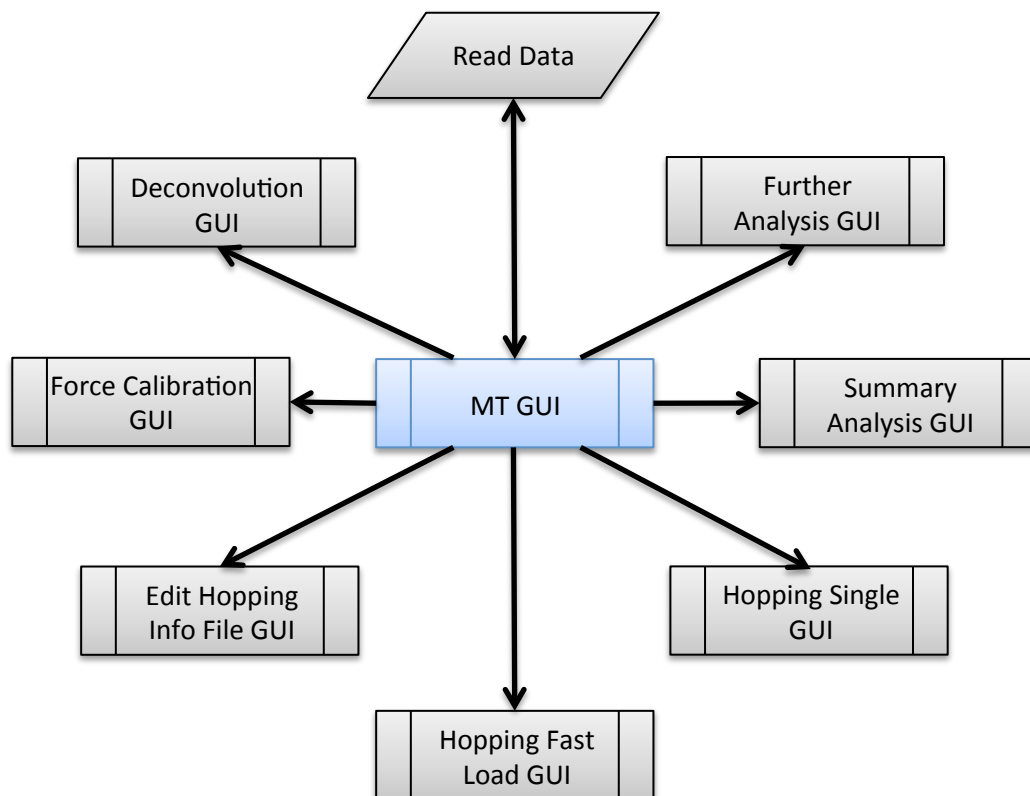 Read Data
Deconvolution
GUI
Further
Analysis GUI
Force Calibration
GUI
MT GUI
Summary
Analysis GUI
Edit Hopping
Info File GUI
Hopping Single
GUI
Hopping Fast
Load GUI